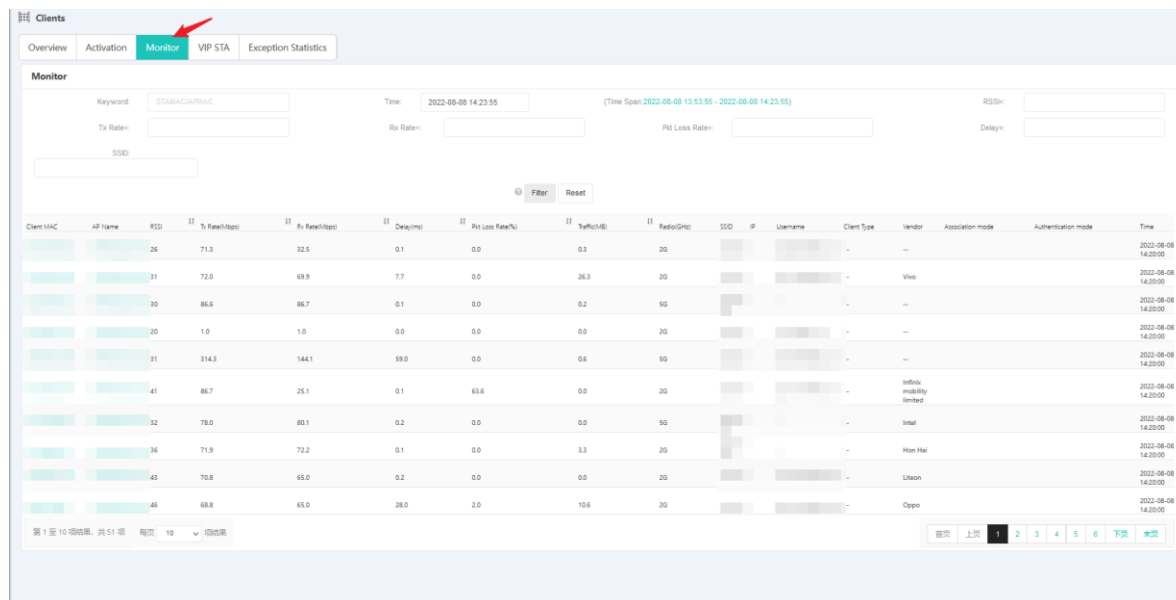 Clients
Overview Activation Monitor VIP STA Exception Statistics
Monitor
Keyword: STAMAC/APMAC Time: 2022-08-08 14:23:55 (Time Span:2022-08-08 13:53:55 - 2022-08-08 14:23:55) RSSI<:
Tx Rate<: Rx Rate<: Pkt Loss Rate>: Delay>:
SSID:
Filter Reset
Client MAC AP Name RSSI Tx Rate(Mbps) Rx Rate(Mbps) Delay(ms) Pkt Loss Rate(%) Traffic(MB) Radio(GHz) SSID IP Username Client Type Vendor Association mode Authentication mode Time
26 71.3 32.5 0.1 0.0 0.3 2G - -- 2022-08-08
14:20:00
31 72.0 69.9 7.7 0.0 26.3 2G - Vivo 2022-08-08
14:20:00
30 86.6 86.7 0.1 0.0 0.2 5G - -- 2022-08-08
14:20:00
20 1.0 1.0 0.0 0.0 0.0 2G - -- 2022-08-08
14:20:00
31 314.3 144.1 59.0 0.0 0.6 5G - -- 2022-08-08
14:20:00
41 86.7 25.1 0.1 63.6 0.0 2G - Infinix mobility limited 2022-08-08
14:20:00
32 78.0 80.1 0.2 0.0 0.0 5G - Intel 2022-08-08
14:20:00
36 71.9 72.2 0.1 0.0 3.3 2G - Hon Hai 2022-08-08
14:20:00
43 70.8 65.0 0.2 0.0 0.0 2G - Liteon 2022-08-08
14:20:00
46 68.8 65.0 28.0 2.0 10.6 2G - Oppo 2022-08-08
14:20:00
第 1 至 10 项结果, 共 51 项 每页 10 项结果 首页 上页 1 2 3 4 5 6 下页 末页